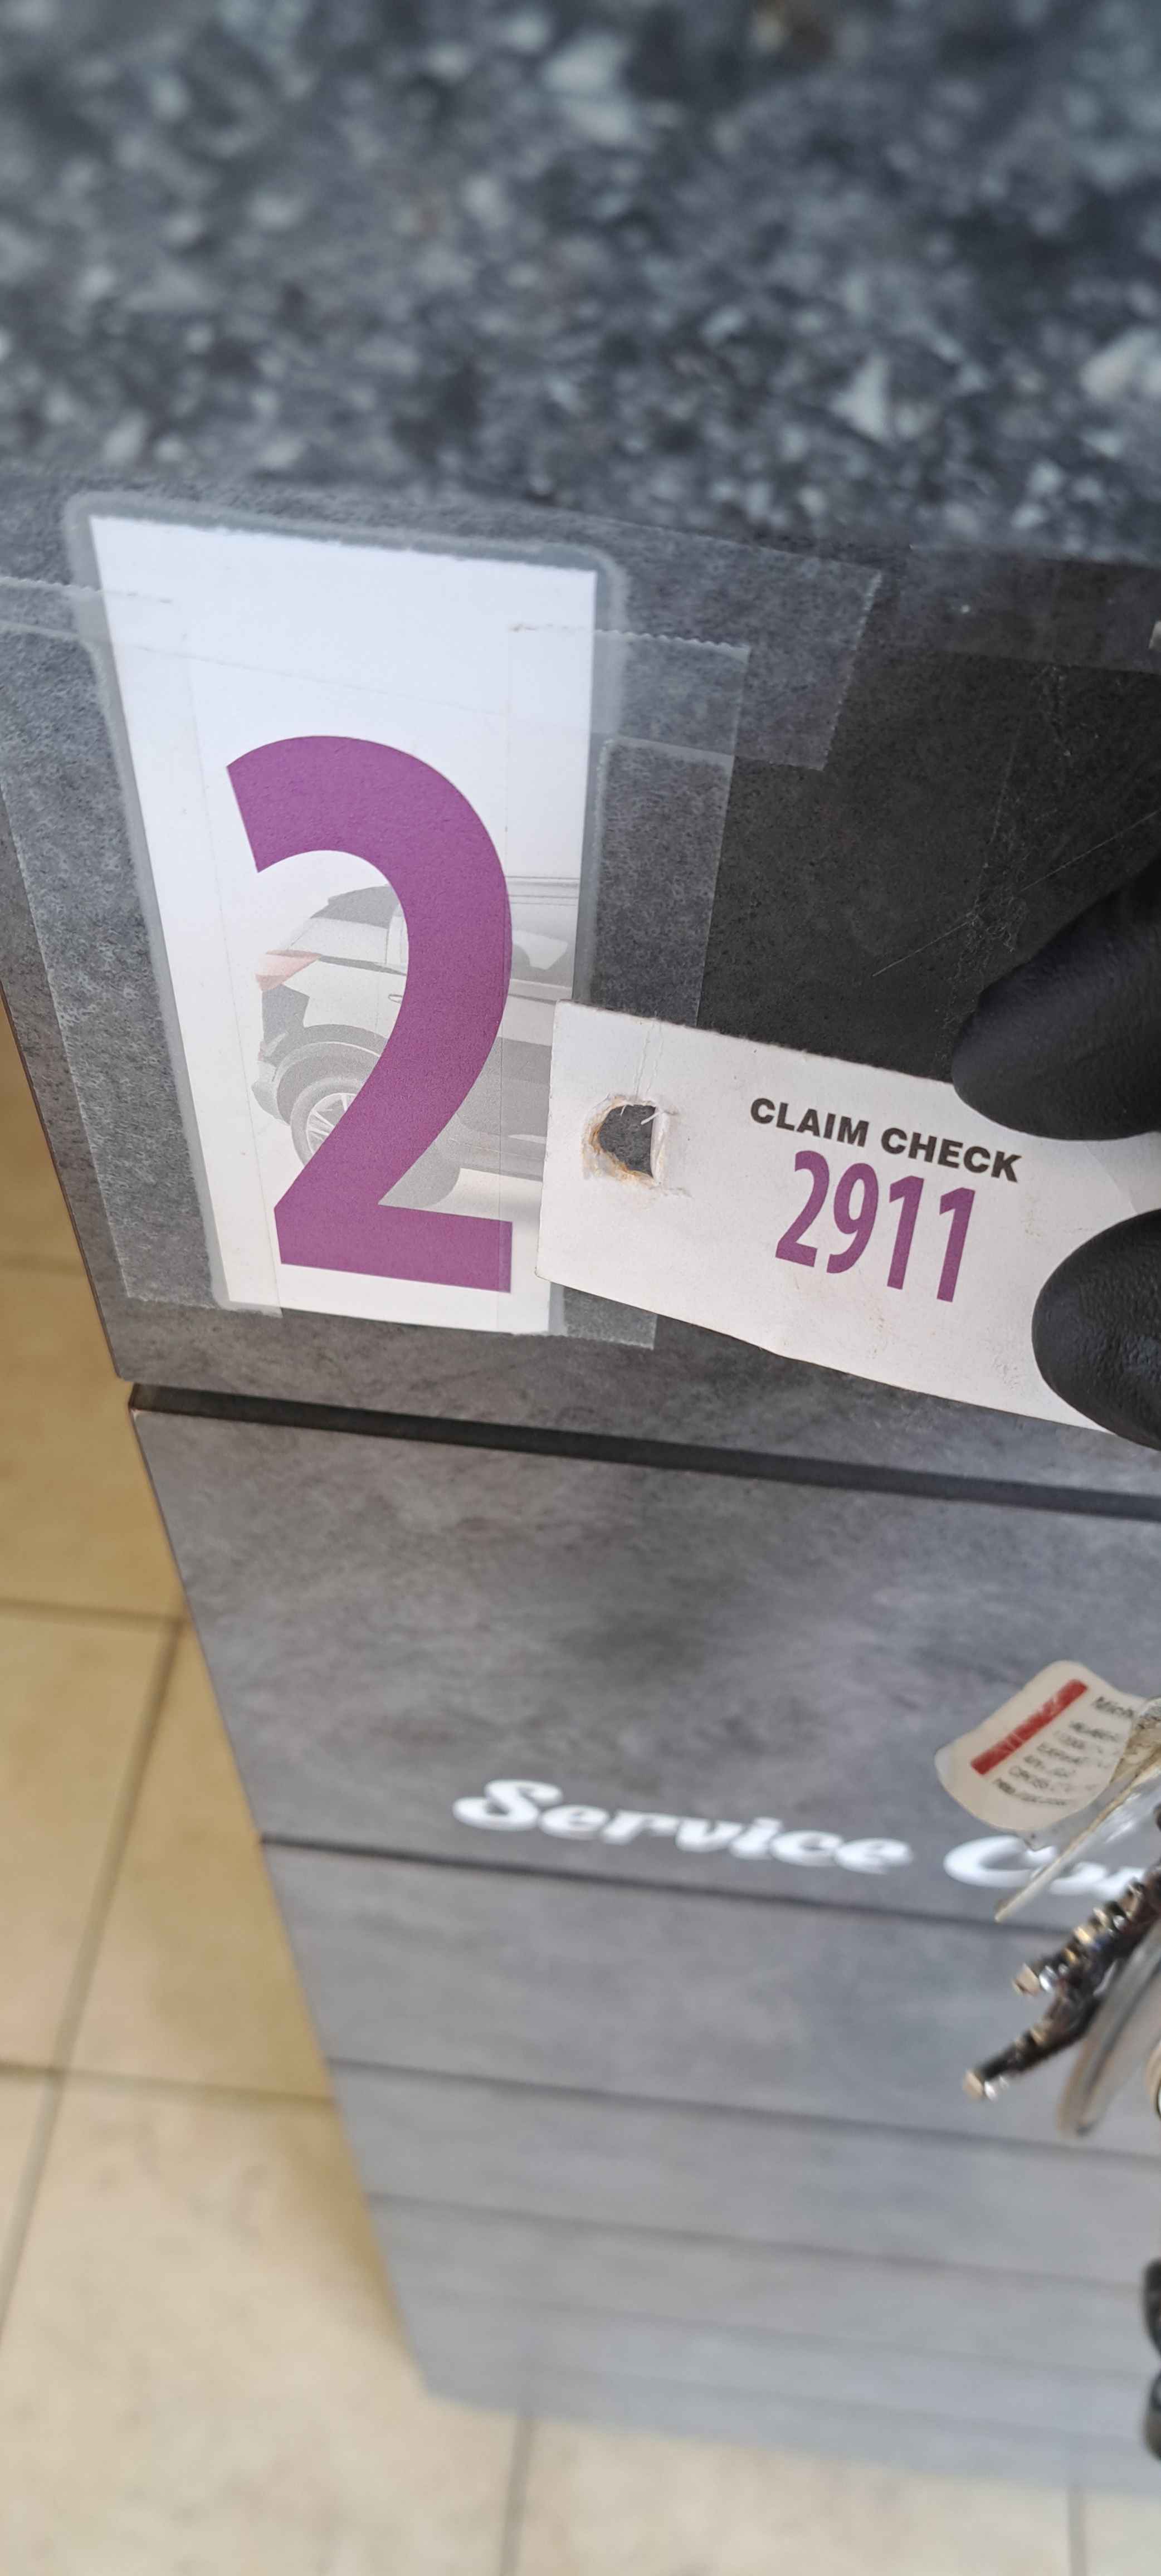 2
CLAIM CHECK
2911
Service